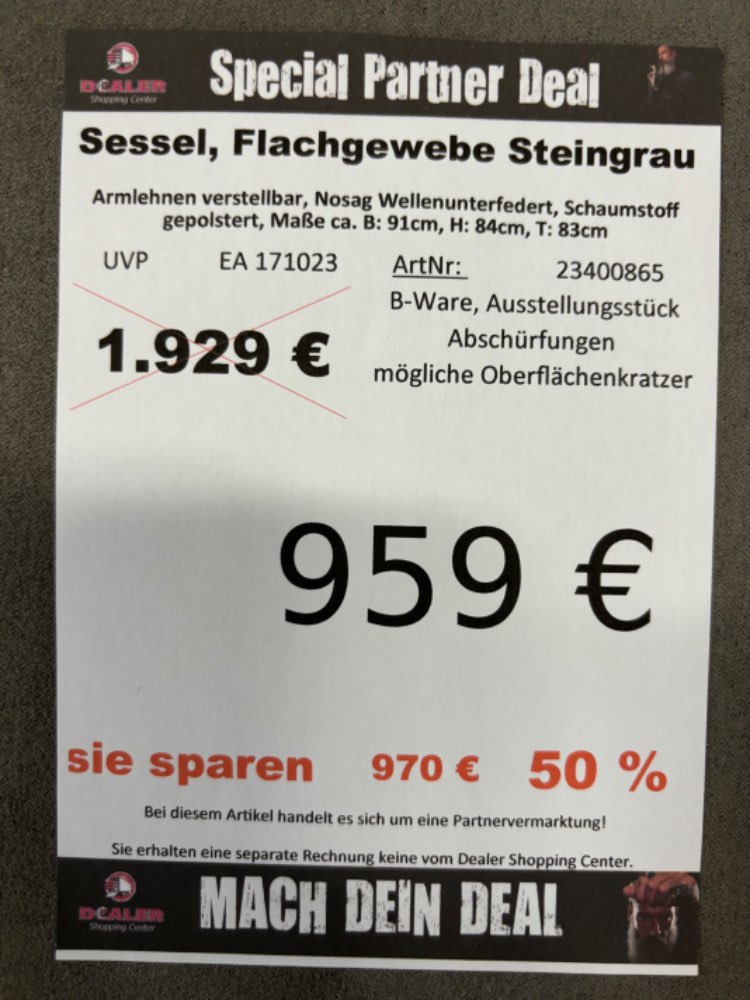 DEALER
Shopping Center
Special Partner Deal
Sessel, Flachgewebe Steingrau
Armlehnen verstellbar, Nosag Wellenunterfedert, Schaumstoff
gepolstert, Maße ca. B: 91cm, H: 84cm, T: 83cm
UVP EA 171023 ArtNr: 23400865
B-Ware, Ausstellungsstück
1.929 € Abschürfungen
mögliche Oberflächenkratzer
959 €
sie sparen 970 € 50 %
Bei diesem Artikel handelt es sich um eine Partnervermarktung!
Sie erhalten eine separate Rechnung keine vom Dealer Shopping Center.
DEALER
Shopping Center
MACH DEIN DEAL